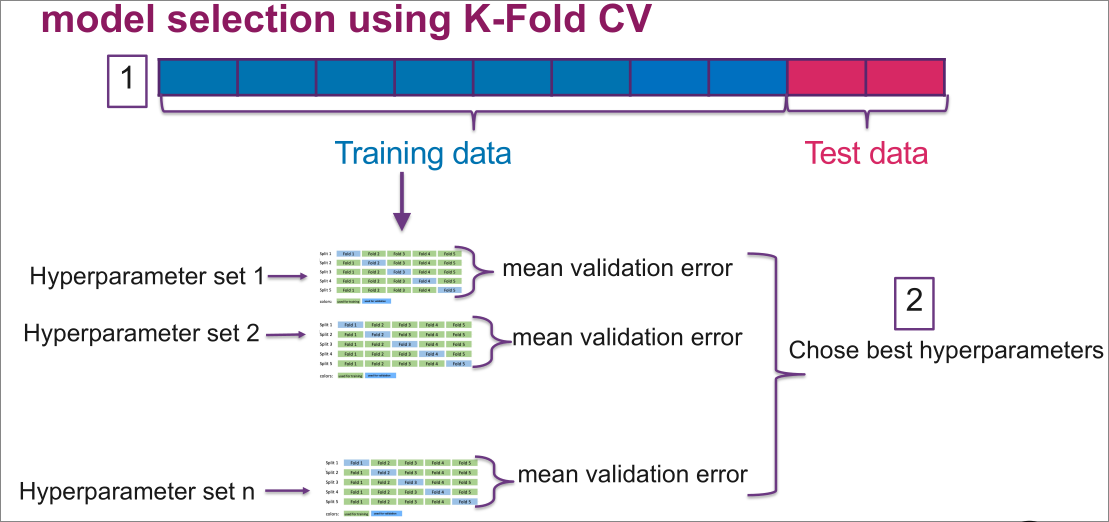 model selection using K-Fold CV
1
Training data
Test data
Hyperparameter set 1
Split 1 Fold 1 Fold 2 Fold 3 Fold 4 Fold 5
Split 2 Fold 1 Fold 2 Fold 3 Fold 4 Fold 5
Split 3 Fold 1 Fold 2 Fold 3 Fold 4 Fold 5
Split 4 Fold 1 Fold 2 Fold 3 Fold 4 Fold 5
Split 5 Fold 1 Fold 2 Fold 3 Fold 4 Fold 5
colors: used for training used for validation
mean validation error
Hyperparameter set 2
Split 1 Fold 1 Fold 2 Fold 3 Fold 4 Fold 5
Split 2 Fold 1 Fold 2 Fold 3 Fold 4 Fold 5
Split 3 Fold 1 Fold 2 Fold 3 Fold 4 Fold 5
Split 4 Fold 1 Fold 2 Fold 3 Fold 4 Fold 5
Split 5 Fold 1 Fold 2 Fold 3 Fold 4 Fold 5
colors: used for training used for validation
mean validation error
2
Chose best hyperparameters
Hyperparameter set n
Split 1 Fold 1 Fold 2 Fold 3 Fold 4 Fold 5
Split 2 Fold 1 Fold 2 Fold 3 Fold 4 Fold 5
Split 3 Fold 1 Fold 2 Fold 3 Fold 4 Fold 5
Split 4 Fold 1 Fold 2 Fold 3 Fold 4 Fold 5
Split 5 Fold 1 Fold 2 Fold 3 Fold 4 Fold 5
colors: used for training used for validation
mean validation error